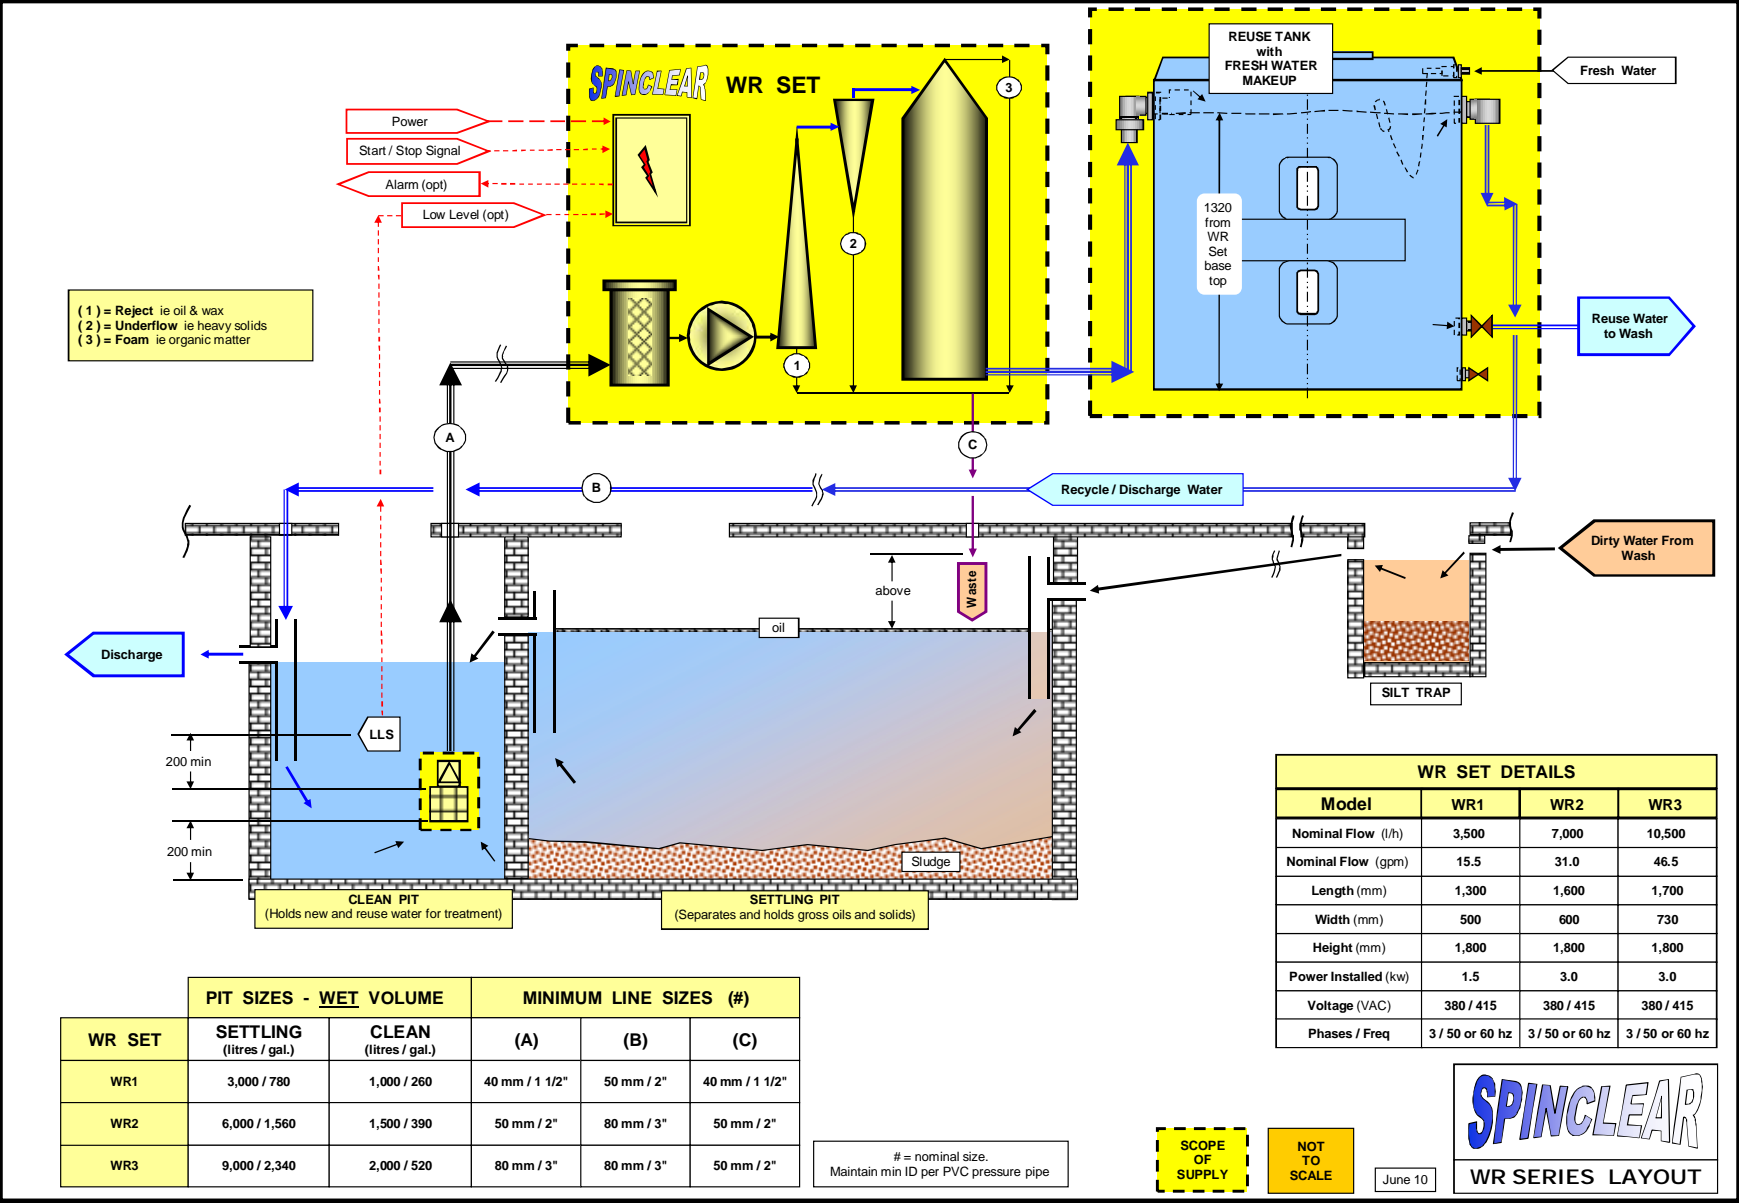 SPINCLEAR WR SET
REUSE TANK
with
FRESH WATER
MAKEUP
Fresh Water
Power
Start / Stop Signal
Alarm (opt)
Low Level (opt)
3
2
1
1320
from
WR
Set
base
top
( 1 ) = Reject ie oil & wax
( 2 ) = Underflow ie heavy solids
( 3 ) = Foam ie organic matter
Reuse Water
to Wash
A
C
B
Recycle / Discharge Water
Dirty Water From
Wash
above
Waste
oil
Discharge
SILT TRAP
LLS
200 min
200 min
Sludge
CLEAN PIT
(Holds new and reuse water for treatment)
SETTLING PIT
(Separates and holds gross oils and solids)
WR SET DETAILS
Model WR1 WR2 WR3
Nominal Flow (l/h) 3,500 7,000 10,500
Nominal Flow (gpm) 15.5 31.0 46.5
Length (mm) 1,300 1,600 1,700
Width (mm) 500 600 730
Height (mm) 1,800 1,800 1,800
Power Installed (kw) 1.5 3.0 3.0
Voltage (VAC) 380 / 415 380 / 415 380 / 415
Phases / Freq 3 / 50 or 60 hz 3 / 50 or 60 hz 3 / 50 or 60 hz
PIT SIZES - WET VOLUME MINIMUM LINE SIZES (#)
WR SET SETTLING CLEAN (A) (B) (C)
(litres / gal.) (litres / gal.)
WR1 3,000 / 780 1,000 / 260 40 mm / 1 1/2" 50 mm / 2" 40 mm / 1 1/2"
WR2 6,000 / 1,560 1,500 / 390 50 mm / 2" 80 mm / 3" 50 mm / 2"
WR3 9,000 / 2,340 2,000 / 520 80 mm / 3" 80 mm / 3" 50 mm / 2"
# = nominal size.
Maintain min ID per PVC pressure pipe
SCOPE
OF
SUPPLY
NOT
TO
SCALE
June 10
SPINCLEAR
WR SERIES LAYOUT